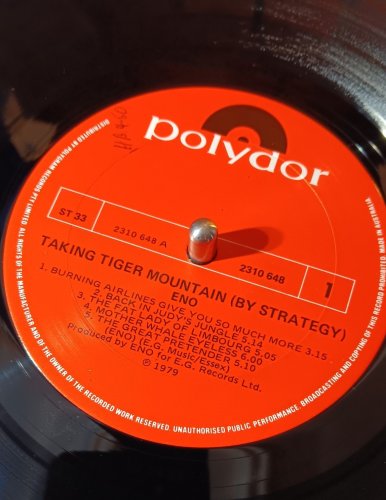 polydor
ST 33
2310 648 A
2310 648
1
TAKING TIGER MOUNTAIN (BY STRATEGY)
ENO
1. BURNING AIRLINES GIVE YOU SO MUCH MORE 3.15
2. BACK IN JUDY'S JUNGLE 5.14
3. THE FAT LADY OF LIMBOURG 5.05
4. MOTHER WHALE EYELESS 6.00
5. THE GREAT PRETENDER 5.10
(ENO) (E.G. Music/Essex)
Produced by ENO for E.G. Records Ltd.
℗ 1979
DISTRIBUTED BY POLYGRAM RECORDS PTY LIMITED. ALL RIGHTS OF THE MANUFACTURER AND OF THE OWNER OF THE RECORDED WORK RESERVED. UNAUTHORISED PUBLIC PERFORMANCE, BROADCASTING AND COPYING OF THIS RECORD PROHIBITED.